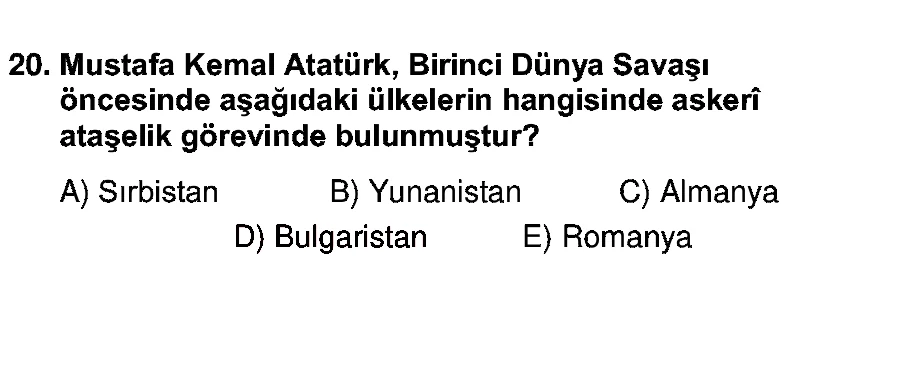 20. Mustafa Kemal Atatürk, Birinci Dünya Savaşı
öncesinde aşağıdaki ülkelerin hangisinde askerî
ataşelik görevinde bulunmuştur?
A) Sırbistan B) Yunanistan C) Almanya
D) Bulgaristan E) Romanya